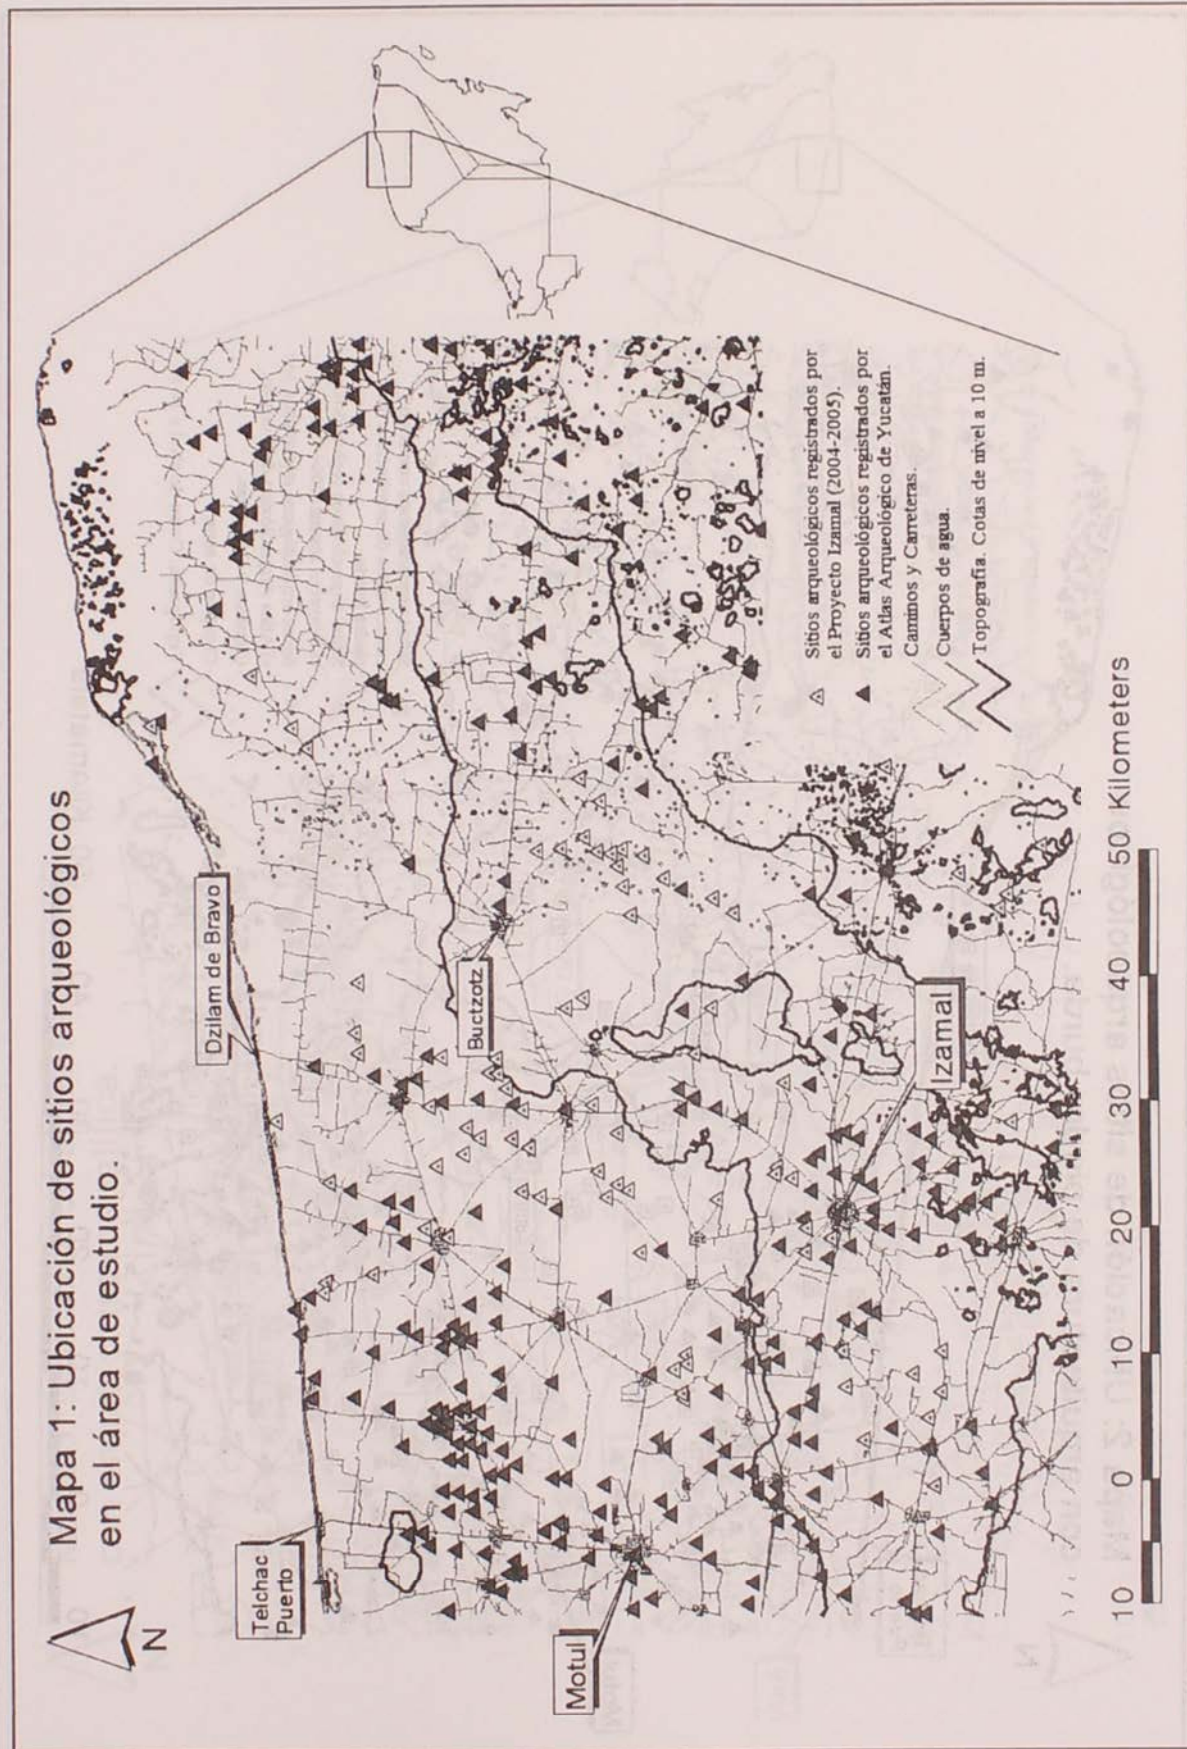 Mapa 1: Ubicación de sitios arqueológicos
en el área de estudio.
N
Telchac
Puerto
Dzilam de Bravo
Motul
Buctzotz
Izamal
Sitios arqueológicos registrados por
el Proyecto Izamal (2004-2005).
Sitios arqueológicos registrados por
el Atlas Arqueológico de Yucatán.
Caminos y Carreteras.
Cuerpos de agua.
Topografía. Cotas de nivel a 10 m.
10 0 10 20 30 40 50 Kilometers